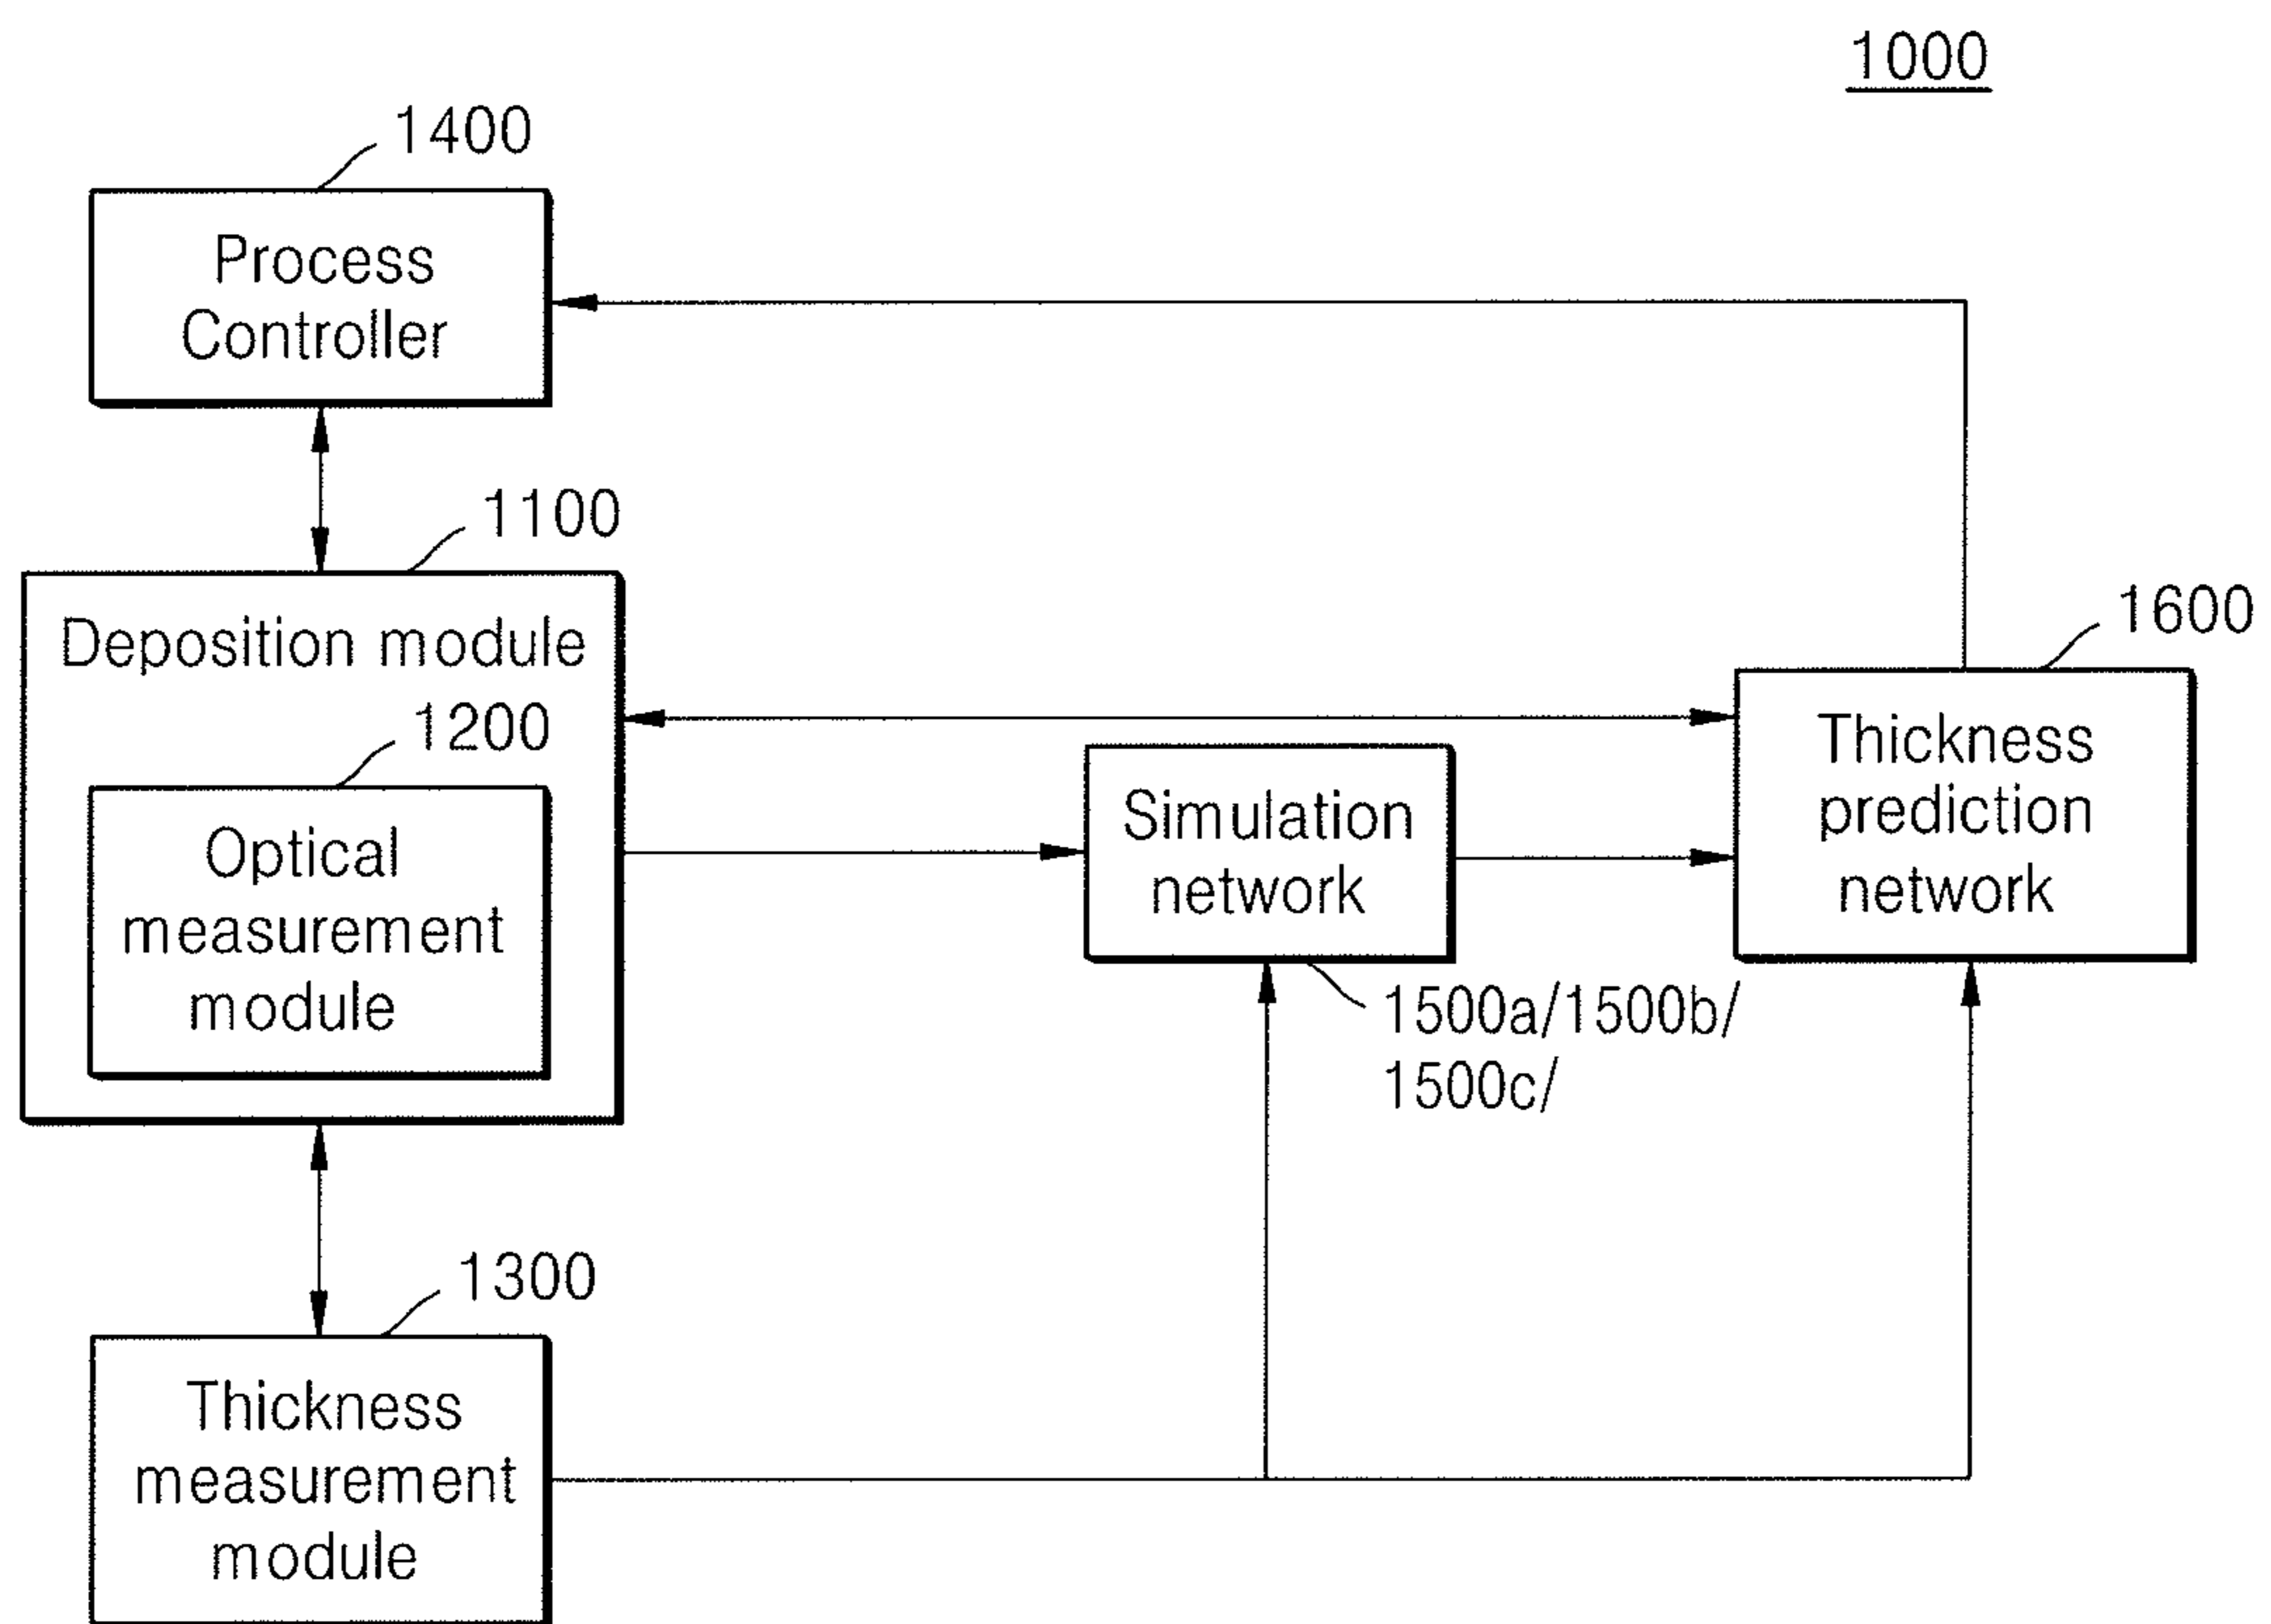 1000
1400
Process
Controller
1100
Deposition module
1200
Optical
measurement
module
1600
Thickness
prediction
network
Simulation
network
1500a/1500b/
1500c/
1300
Thickness
measurement
module